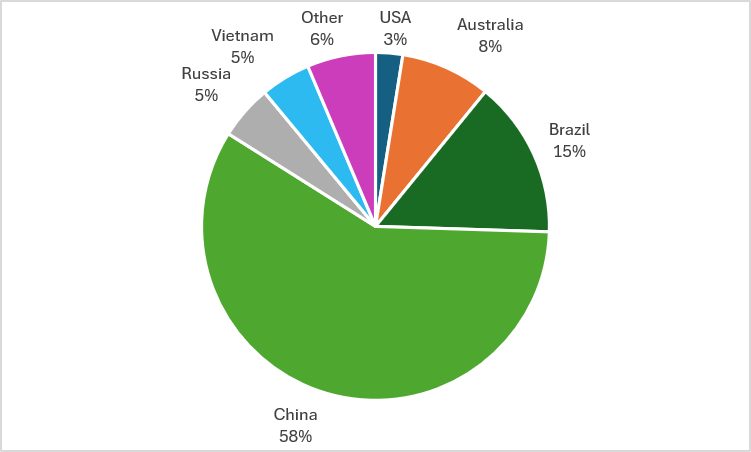 USA
3%
Australia
8%
Brazil
15%
China
58%
Russia
5%
Vietnam
5%
Other
6%